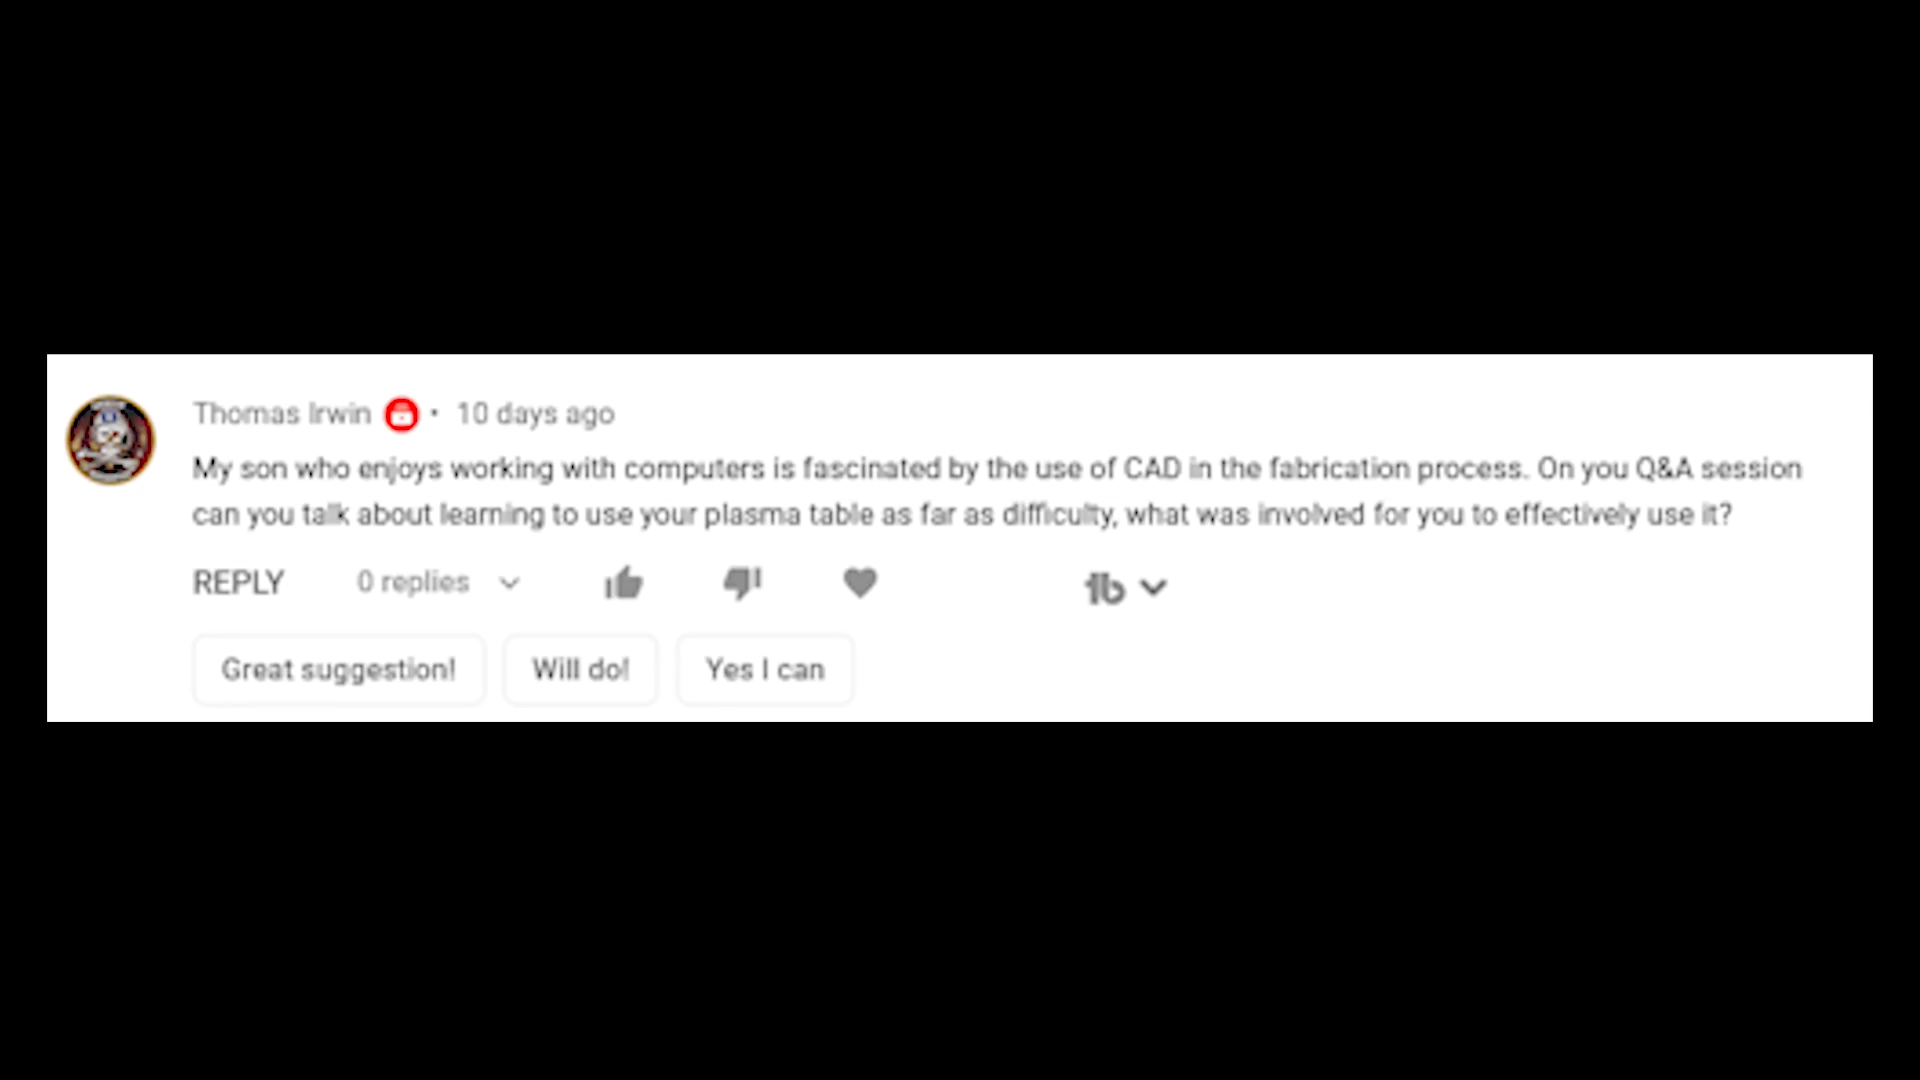 Thomas Irwin • 10 days ago
My son who enjoys working with computers is fascinated by the use of CAD in the fabrication process. On you Q&A session
can you talk about learning to use your plasma table as far as difficulty, what was involved for you to effectively use it?
REPLY 0 replies
Great suggestion! Will do! Yes I can